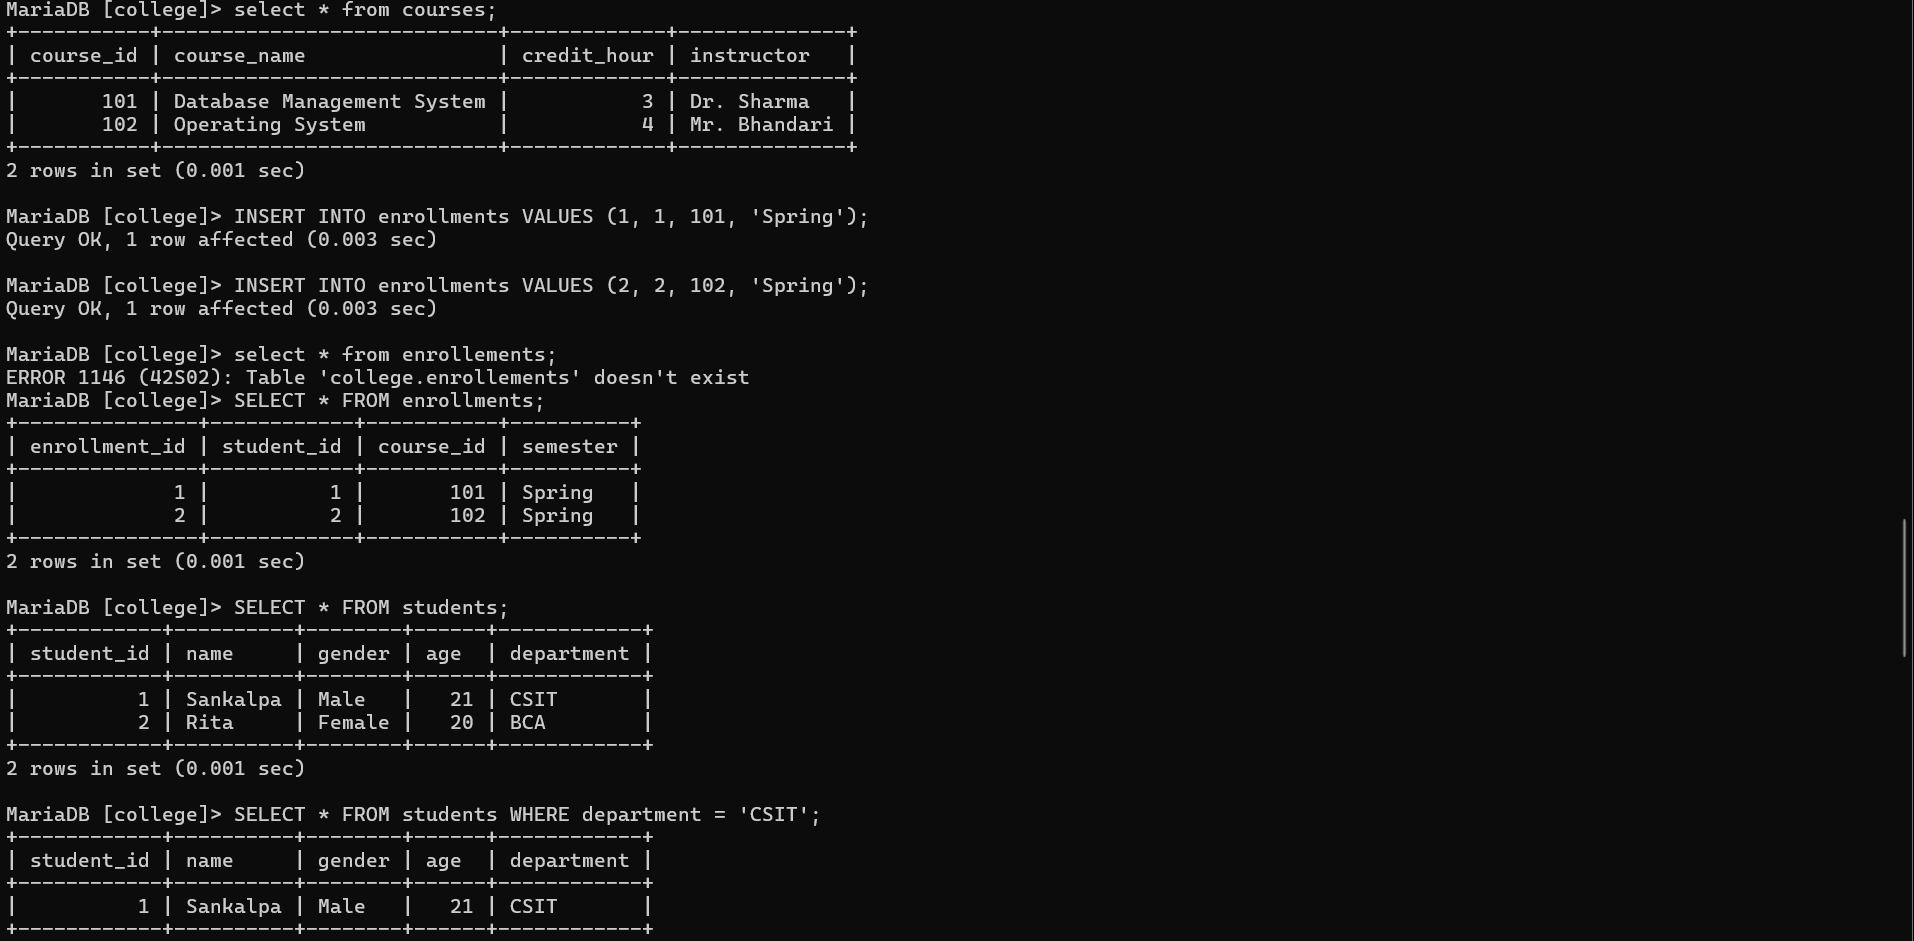 MariaDB [college]> select * from courses;
+-----------+----------------------------+-------------+--------------+
| course_id | course_name                | credit_hour | instructor   |
+-----------+----------------------------+-------------+--------------+
|       101 | Database Management System |           3 | Dr. Sharma   |
|       102 | Operating System           |           4 | Mr. Bhandari |
+-----------+----------------------------+-------------+--------------+
2 rows in set (0.001 sec)

MariaDB [college]> INSERT INTO enrollments VALUES (1, 1, 101, 'Spring');
Query OK, 1 row affected (0.003 sec)

MariaDB [college]> INSERT INTO enrollments VALUES (2, 2, 102, 'Spring');
Query OK, 1 row affected (0.003 sec)

MariaDB [college]> select * from enrollements;
ERROR 1146 (42S02): Table 'college.enrollements' doesn't exist
MariaDB [college]> SELECT * FROM enrollments;
+---------------+------------+-----------+----------+
| enrollment_id | student_id | course_id | semester |
+---------------+------------+-----------+----------+
|             1 |          1 |       101 | Spring   |
|             2 |          2 |       102 | Spring   |
+---------------+------------+-----------+----------+
2 rows in set (0.001 sec)

MariaDB [college]> SELECT * FROM students;
+------------+----------+--------+------+------------+
| student_id | name     | gender | age  | department |
+------------+----------+--------+------+------------+
|          1 | Sankalpa | Male   |   21 | CSIT       |
|          2 | Rita     | Female |   20 | BCA        |
+------------+----------+--------+------+------------+
2 rows in set (0.001 sec)

MariaDB [college]> SELECT * FROM students WHERE department = 'CSIT';
+------------+----------+--------+------+------------+
| student_id | name     | gender | age  | department |
+------------+----------+--------+------+------------+
|          1 | Sankalpa | Male   |   21 | CSIT       |
+------------+----------+--------+------+------------+